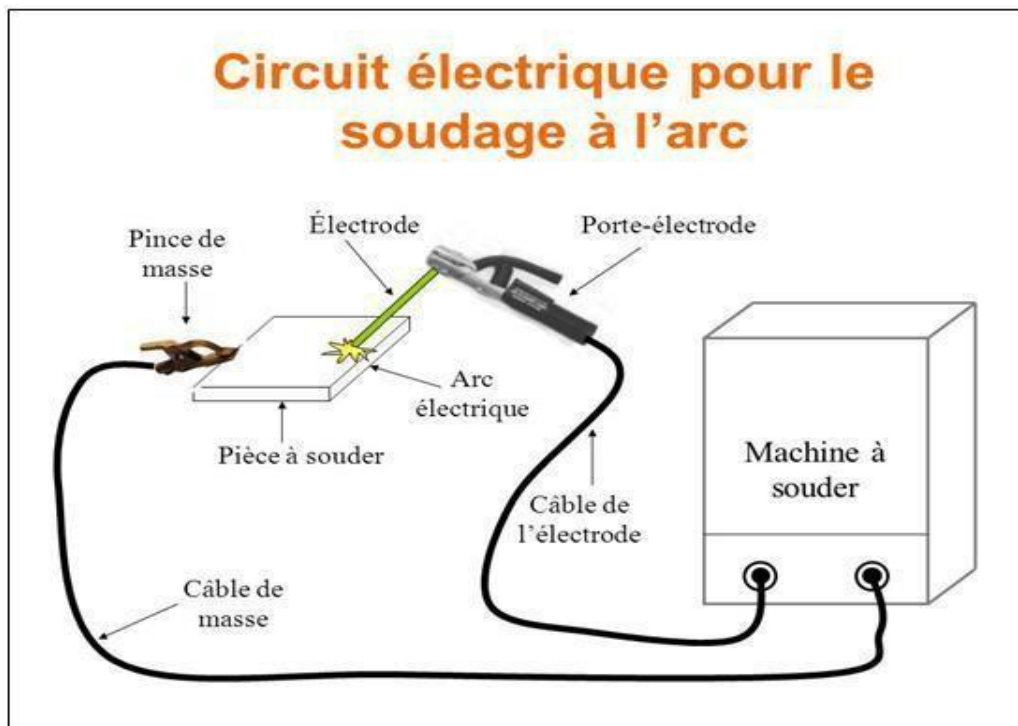 Circuit électrique pour le
soudage à l’arc
Électrode
Porte-électrode
Pince de
masse
Arc
électrique
Pièce à souder
Machine à
souder
Câble de
l’électrode
Câble de
masse